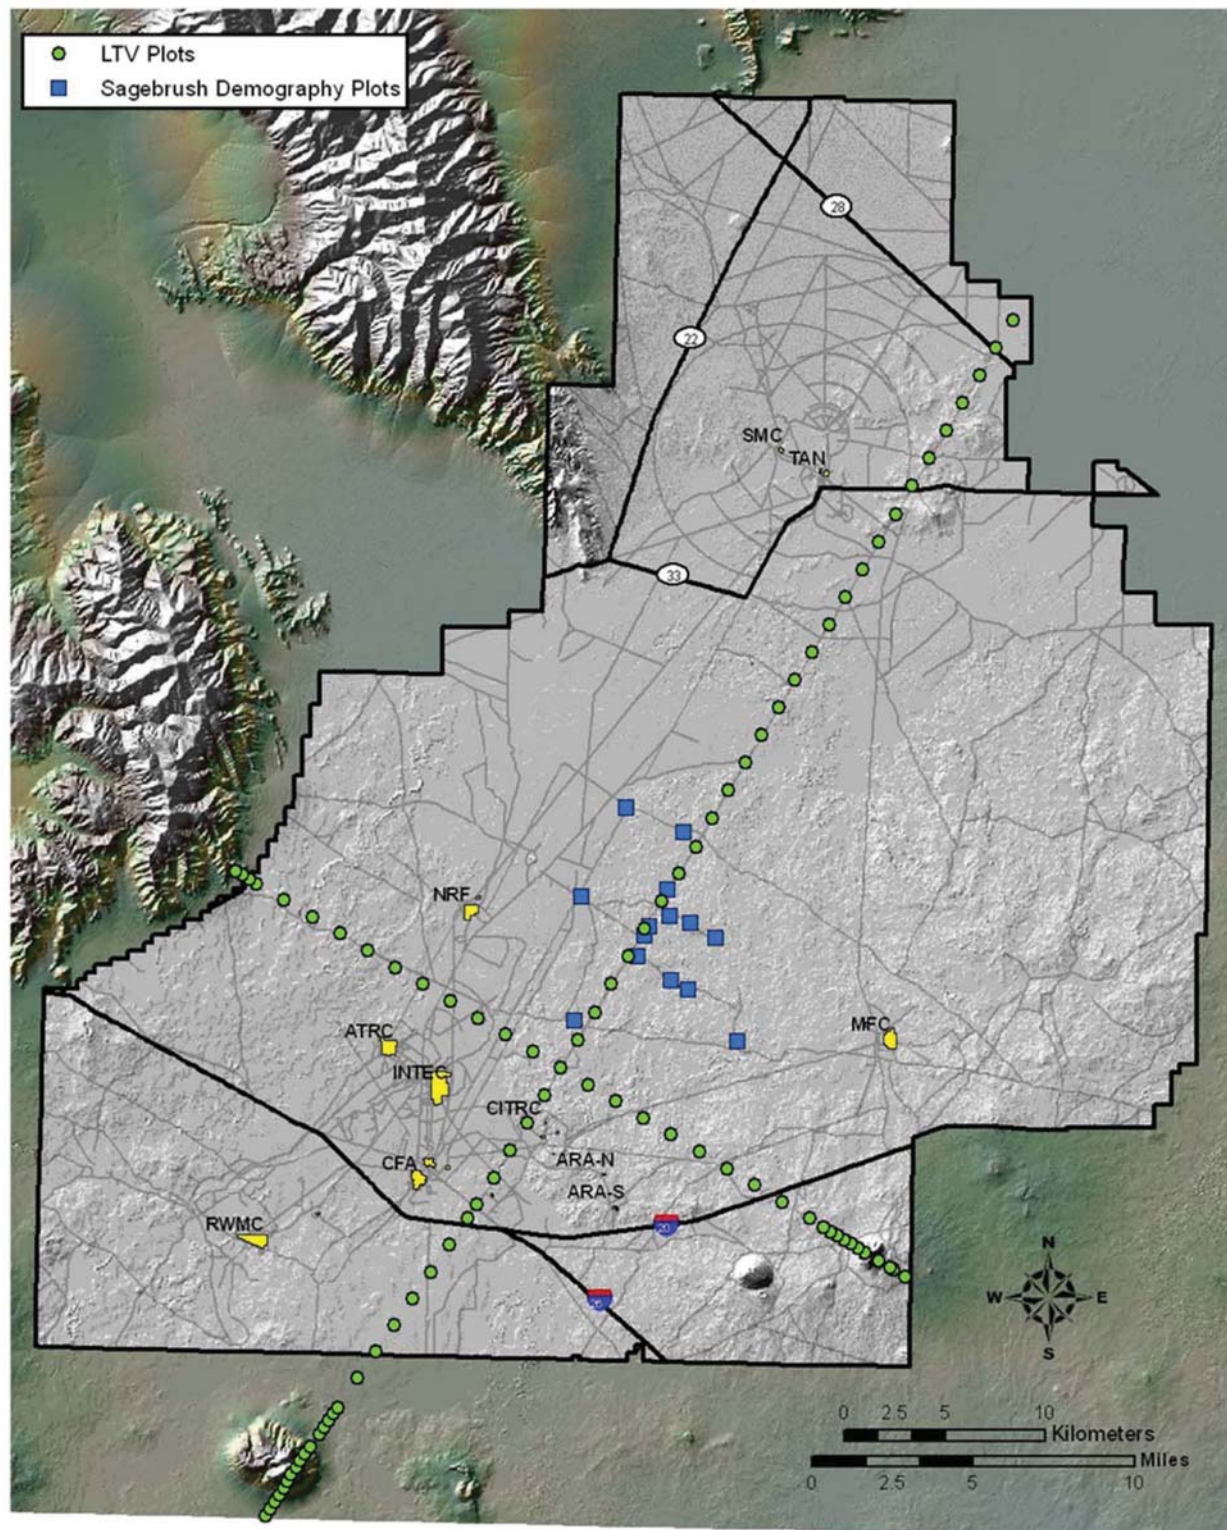 LTV Plots
Sagebrush Demography Plots
28
22
SMC
TAN
33
NRF
ATRC
MFC
INTEC
CITRC
ARA-N
CFA
ARA-S
RWMC
20
26
N
W E
S
0 2.5 5 10
Kilometers
Miles
0 2.5 5 10